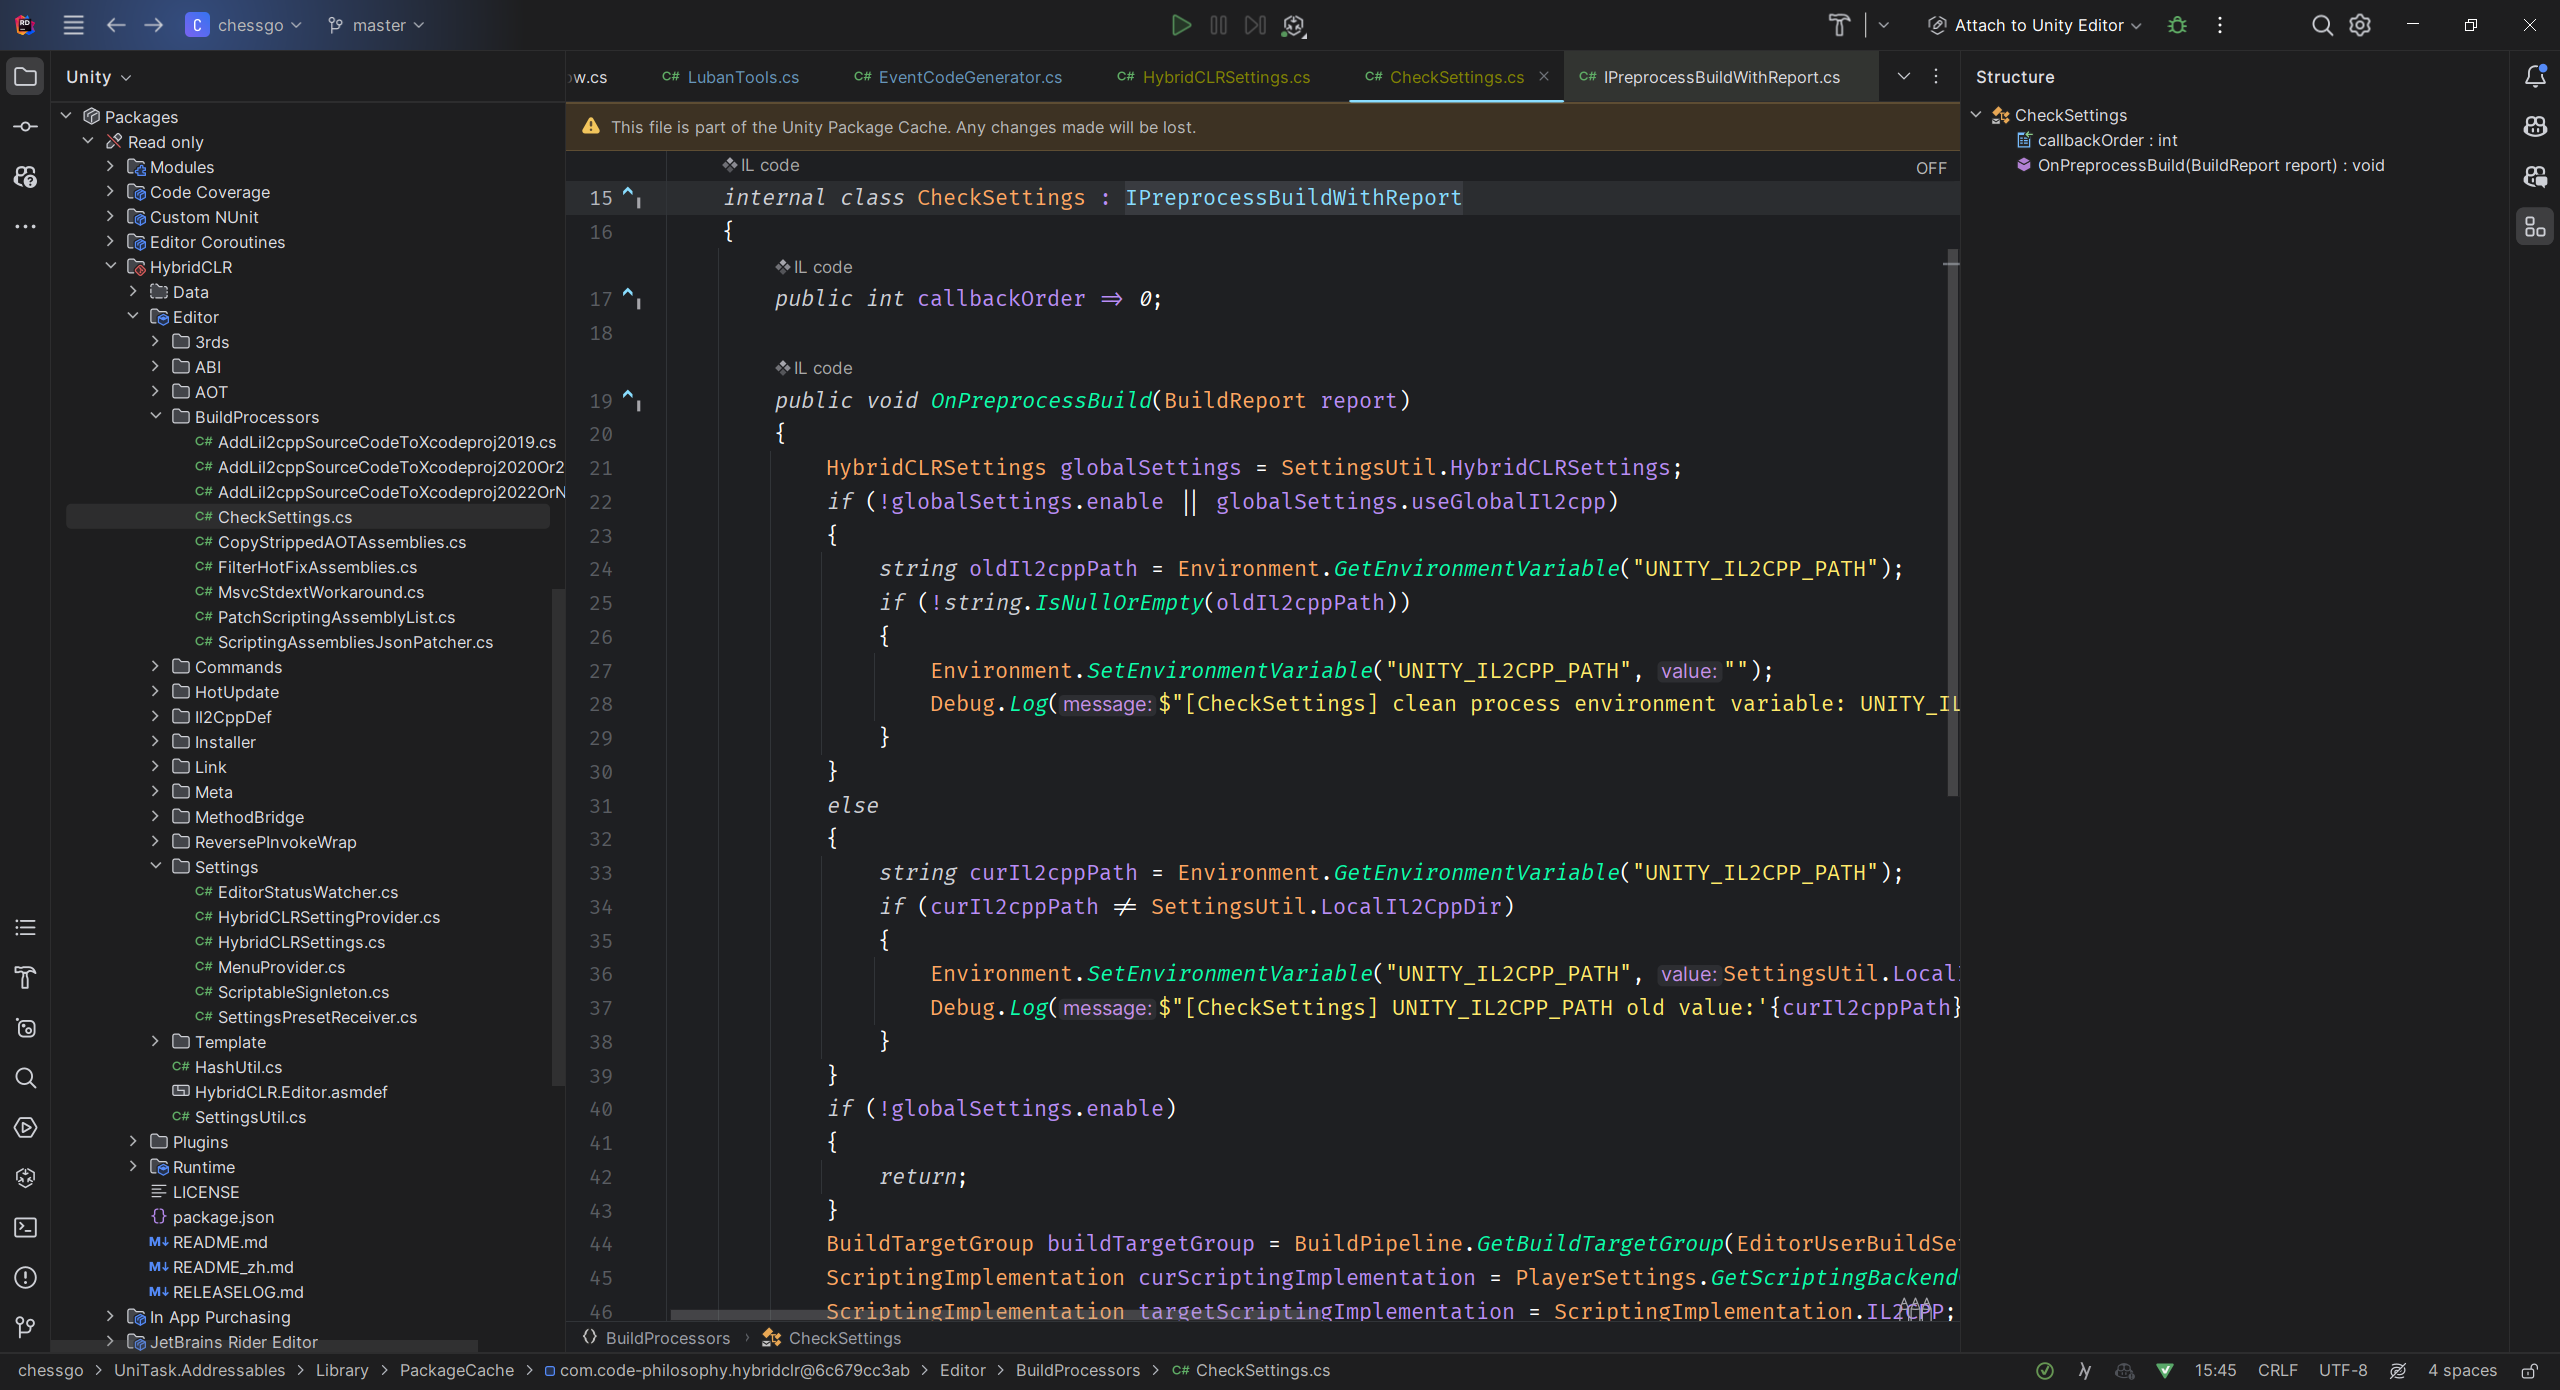 chessgo
master
Attach to Unity Editor
Unity
Packages
Read only
Modules
Code Coverage
Custom NUnit
Editor Coroutines
HybridCLR
Data
Editor
3rds
ABI
AOT
BuildProcessors
C# AddLil2cppSourceCodeToXcodeproj2019.cs
C# AddLil2cppSourceCodeToXcodeproj2020Or2
C# AddLil2cppSourceCodeToXcodeproj2022OrN
C# CheckSettings.cs
C# CopyStrippedAOTAssemblies.cs
C# FilterHotFixAssemblies.cs
C# MsvcStdextWorkaround.cs
C# PatchScriptingAssemblyList.cs
C# ScriptingAssembliesJsonPatcher.cs
Commands
HotUpdate
Il2CppDef
Installer
Link
Meta
MethodBridge
ReversePInvokeWrap
Settings
C# EditorStatusWatcher.cs
C# HybridCLRSettingProvider.cs
C# HybridCLRSettings.cs
C# MenuProvider.cs
C# ScriptableSignleton.cs
C# SettingsPresetReceiver.cs
Template
C# HashUtil.cs
HybridCLR.Editor.asmdef
C# SettingsUtil.cs
Plugins
Runtime
LICENSE
package.json
M↓ README.md
M↓ README_zh.md
M↓ RELEASELOG.md
In App Purchasing
JetBrains Rider Editor
w.cs C# LubanTools.cs C# EventCodeGenerator.cs C# HybridCLRSettings.cs C# CheckSettings.cs C# IPreprocessBuildWithReport.cs
This file is part of the Unity Package Cache. Any changes made will be lost.
IL code
OFF
15 internal class CheckSettings : IPreprocessBuildWithReport
16 {
IL code
17 public int callbackOrder => 0;
18
IL code
19 public void OnPreprocessBuild(BuildReport report)
20 {
21 HybridCLRSettings globalSettings = SettingsUtil.HybridCLRSettings;
22 if (!globalSettings.enable || globalSettings.useGlobalIl2cpp)
23 {
24 string oldIl2cppPath = Environment.GetEnvironmentVariable("UNITY_IL2CPP_PATH");
25 if (!string.IsNullOrEmpty(oldIl2cppPath))
26 {
27 Environment.SetEnvironmentVariable("UNITY_IL2CPP_PATH", value: "");
28 Debug.Log(message: $"[CheckSettings] clean process environment variable: UNITY_IL
29 }
30 }
31 else
32 {
33 string curIl2cppPath = Environment.GetEnvironmentVariable("UNITY_IL2CPP_PATH");
34 if (curIl2cppPath != SettingsUtil.LocalIl2CppDir)
35 {
36 Environment.SetEnvironmentVariable("UNITY_IL2CPP_PATH", value: SettingsUtil.LocalI
37 Debug.Log(message: $"[CheckSettings] UNITY_IL2CPP_PATH old value:'{curIl2cppPath}
38 }
39 }
40 if (!globalSettings.enable)
41 {
42 return;
43 }
44 BuildTargetGroup buildTargetGroup = BuildPipeline.GetBuildTargetGroup(EditorUserBuildSe
45 ScriptingImplementation curScriptingImplementation = PlayerSettings.GetScriptingBackend
46 ScriptingImplementation targetScriptingImplementation = ScriptingImplementation.IL2CPP;
BuildProcessors › CheckSettings
Structure
CheckSettings
callbackOrder : int
OnPreprocessBuild(BuildReport report) : void
chessgo > UniTask.Addressables > Library > PackageCache > com.code-philosophy.hybridclr@6c679cc3ab > Editor > BuildProcessors > C# CheckSettings.cs
15:45 CRLF UTF-8 4 spaces